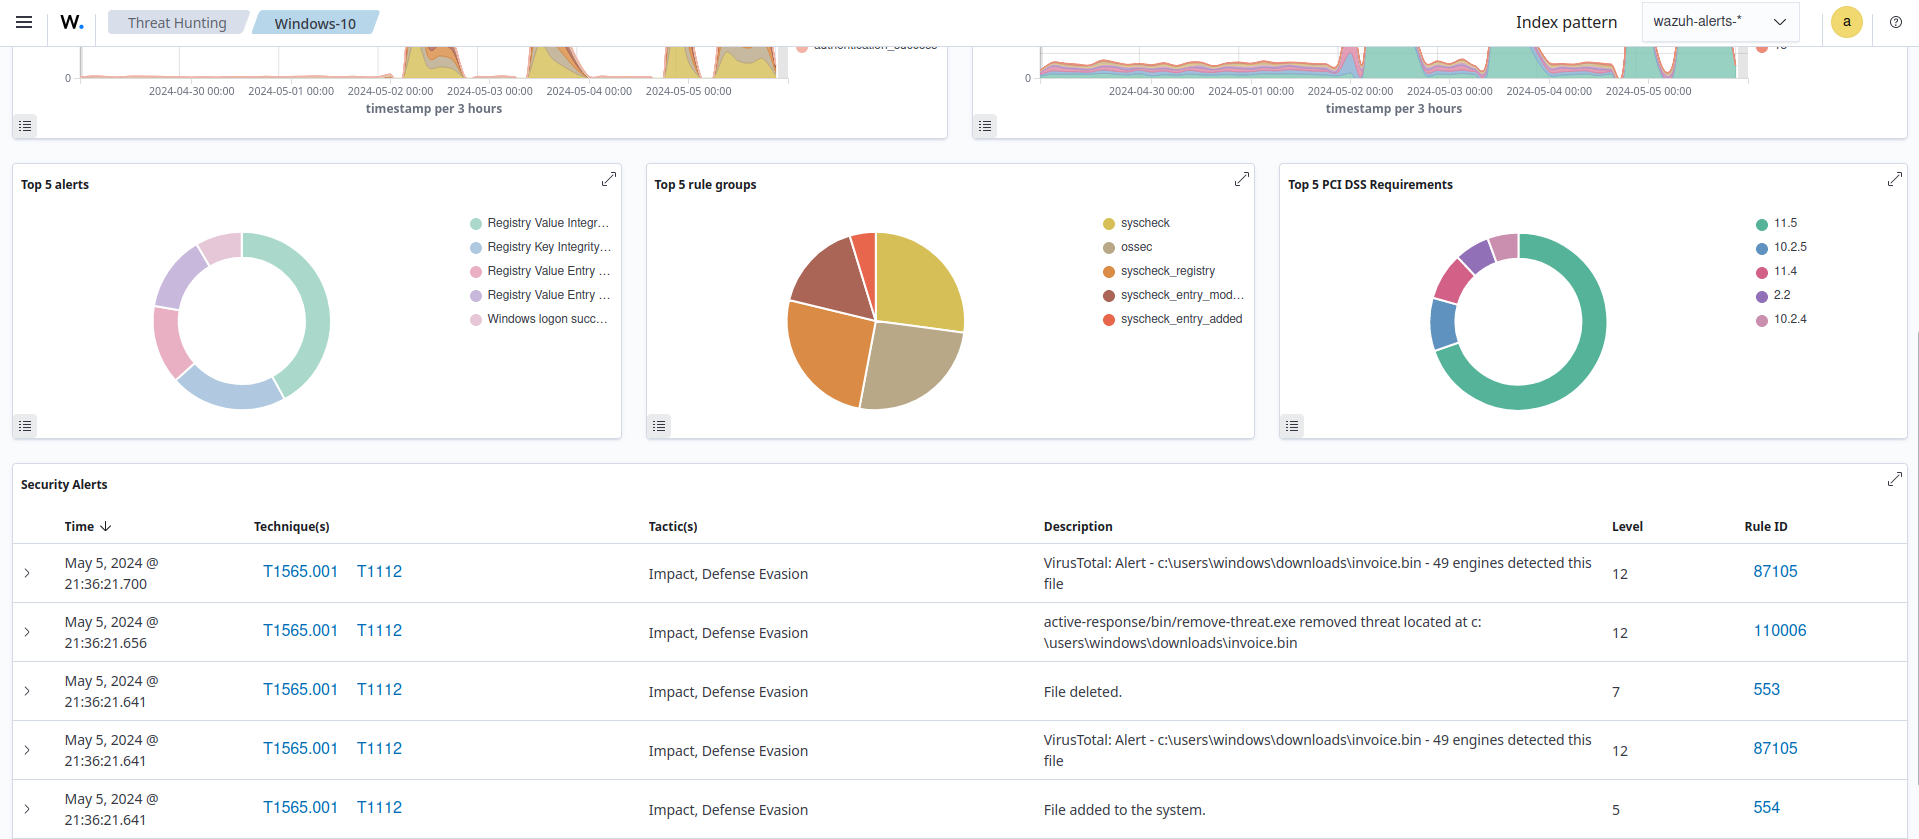 W.
Threat Hunting
Windows-10
Index pattern
wazuh-alerts-*
a
authentication_success
0
2024-04-30 00:00 2024-05-01 00:00 2024-05-02 00:00 2024-05-03 00:00 2024-05-04 00:00 2024-05-05 00:00
timestamp per 3 hours
0
2024-04-30 00:00 2024-05-01 00:00 2024-05-02 00:00 2024-05-03 00:00 2024-05-04 00:00 2024-05-05 00:00
timestamp per 3 hours
Top 5 alerts
Registry Value Integr...
Registry Key Integrity...
Registry Value Entry ...
Registry Value Entry ...
Windows logon succ...
Top 5 rule groups
syscheck
ossec
syscheck_registry
syscheck_entry_mod...
syscheck_entry_added
Top 5 PCI DSS Requirements
11.5
10.2.5
11.4
2.2
10.2.4
Security Alerts
Time Technique(s) Tactic(s) Description Level Rule ID
May 5, 2024 @
21:36:21.700
T1565.001 T1112
Impact, Defense Evasion
VirusTotal: Alert - c:\users\windows\downloads\invoice.bin - 49 engines detected this
file
12
87105
May 5, 2024 @
21:36:21.656
T1565.001 T1112
Impact, Defense Evasion
active-response/bin/remove-threat.exe removed threat located at c:
\users\windows\downloads\invoice.bin
12
110006
May 5, 2024 @
21:36:21.641
T1565.001 T1112
Impact, Defense Evasion
File deleted.
7
553
May 5, 2024 @
21:36:21.641
T1565.001 T1112
Impact, Defense Evasion
VirusTotal: Alert - c:\users\windows\downloads\invoice.bin - 49 engines detected this
file
12
87105
May 5, 2024 @
21:36:21.641
T1565.001 T1112
Impact, Defense Evasion
File added to the system.
5
554